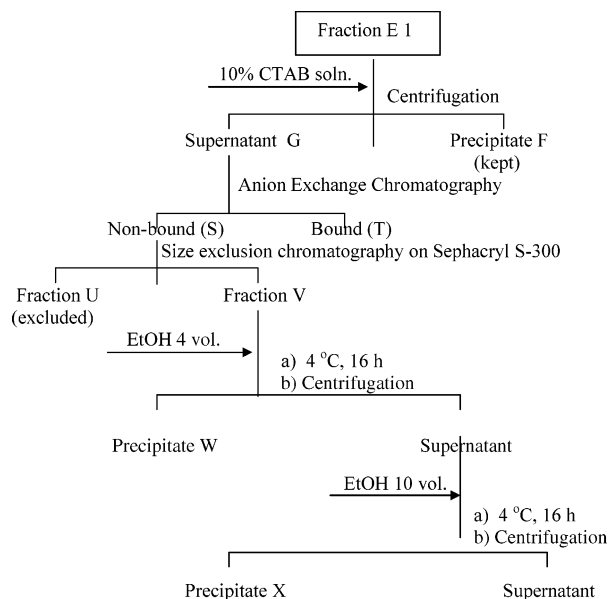 Fraction E 1
10% CTAB soln.
Centrifugation
Supernatant G
Precipitate F
(kept)
Anion Exchange Chromatography
Non-bound (S)
Bound (T)
Size exclusion chromatography on Sephacryl S-300
Fraction U
(excluded)
Fraction V
EtOH 4 vol.
a) 4 °C, 16 h
b) Centrifugation
Precipitate W
Supernatant
EtOH 10 vol.
a) 4 °C, 16 h
b) Centrifugation
Precipitate X
Supernatant